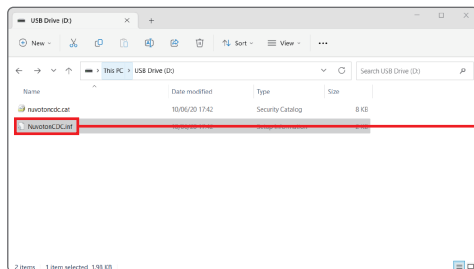 USB Drive (D:)
New
Sort
View
This PC > USB Drive (D:)
Search USB Drive (D:)
Name Date modified Type Size
nuvotoncdc.cat 10/06/20 17:42 Security Catalog 8 KB
NuvotonCDC.inf
2 items 1 item selected 1.98 KB